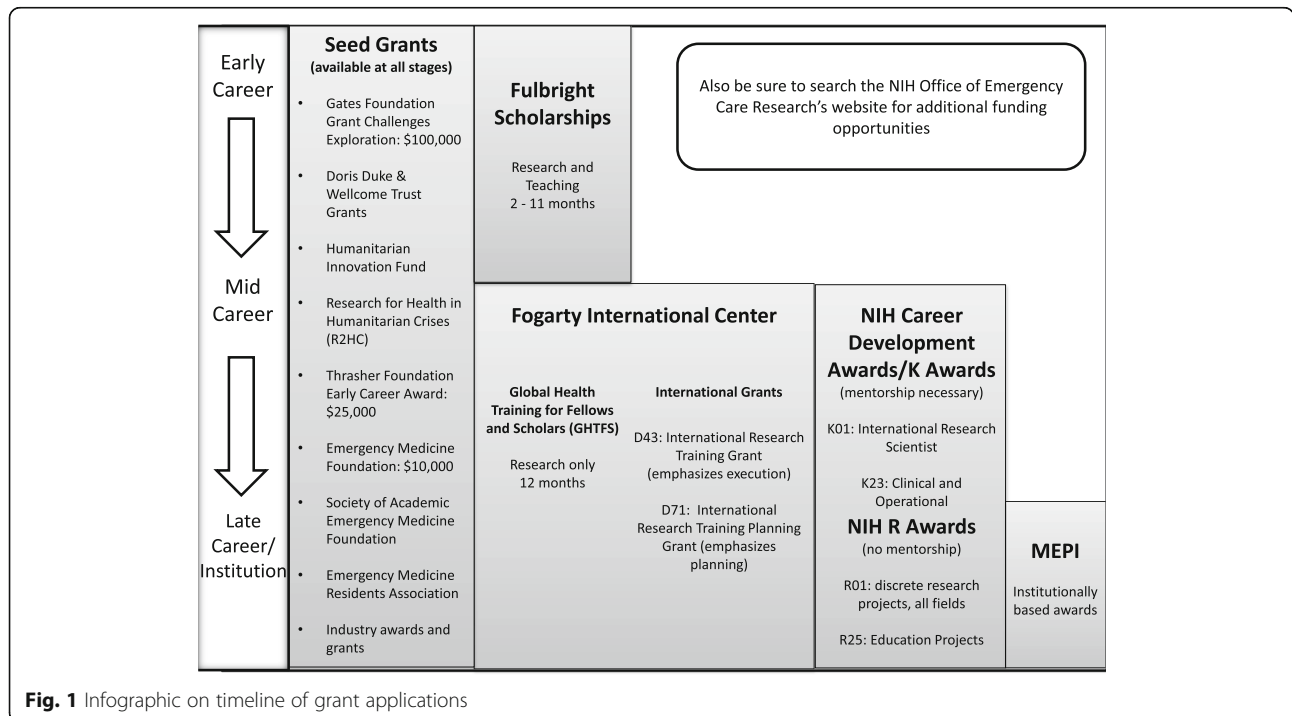 Early
Career
Mid
Career
Late
Career/
Institution
Seed Grants
(available at all stages)
• Gates Foundation
Grant Challenges
Exploration: $100,000
• Doris Duke &
Wellcome Trust
Grants
• Humanitarian
Innovation Fund
• Research for Health in
Humanitarian Crises
(R2HC)
• Thrasher Foundation
Early Career Award:
$25,000
• Emergency Medicine
Foundation: $10,000
• Society of Academic
Emergency Medicine
Foundation
• Emergency Medicine
Residents Association
• Industry awards and
grants
Fulbright
Scholarships
Research and
Teaching
2 - 11 months
Also be sure to search the NIH Office of Emergency
Care Research’s website for additional funding
opportunities
Fogarty International Center
Global Health
Training for Fellows
and Scholars (GHTFS)
Research only
12 months
International Grants
D43: International Research
Training Grant
(emphasizes execution)
D71: International
Research Training Planning
Grant (emphasizes
planning)
NIH Career
Development
Awards/K Awards
(mentorship necessary)
K01: International Research
Scientist
K23: Clinical and
Operational
NIH R Awards
(no mentorship)
R01: discrete research
projects, all fields
R25: Education Projects
MEPI
Institutionally
based awards
Fig. 1 Infographic on timeline of grant applications